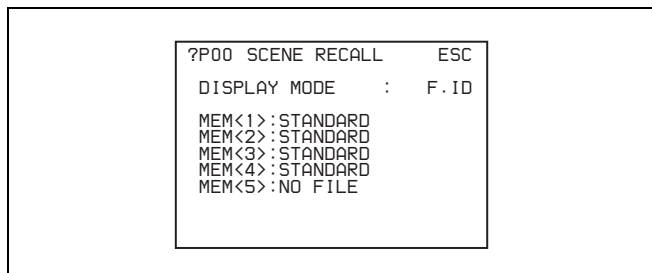 ?P00 SCENE RECALL ESC
DISPLAY MODE : F.ID
MEM<1>:STANDARD
MEM<2>:STANDARD
MEM<3>:STANDARD
MEM<4>:STANDARD
MEM<5>:NO FILE